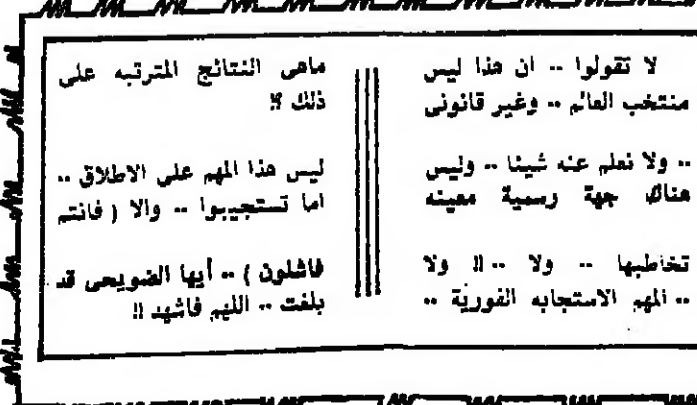 لا تقولوا .. ان هذا ليس
منتخب العالم .. وغير قانونى
.. ولا نعلم عنه شيئا .. وليس
هناك جهة رسمية معينه
تخاطبها .. ولا .. !! ولا
.. المهم الاستجابه الفورية ..
ماهى النتائج المترتبه على
ذلك ؟!
ليس هذا المهم على الاطلاق ..
اما تستجيبوا .. والا ( فانتم
فاشلون ) .. أيها الضويحى قد
بلغت .. اللهم فاشهد !!